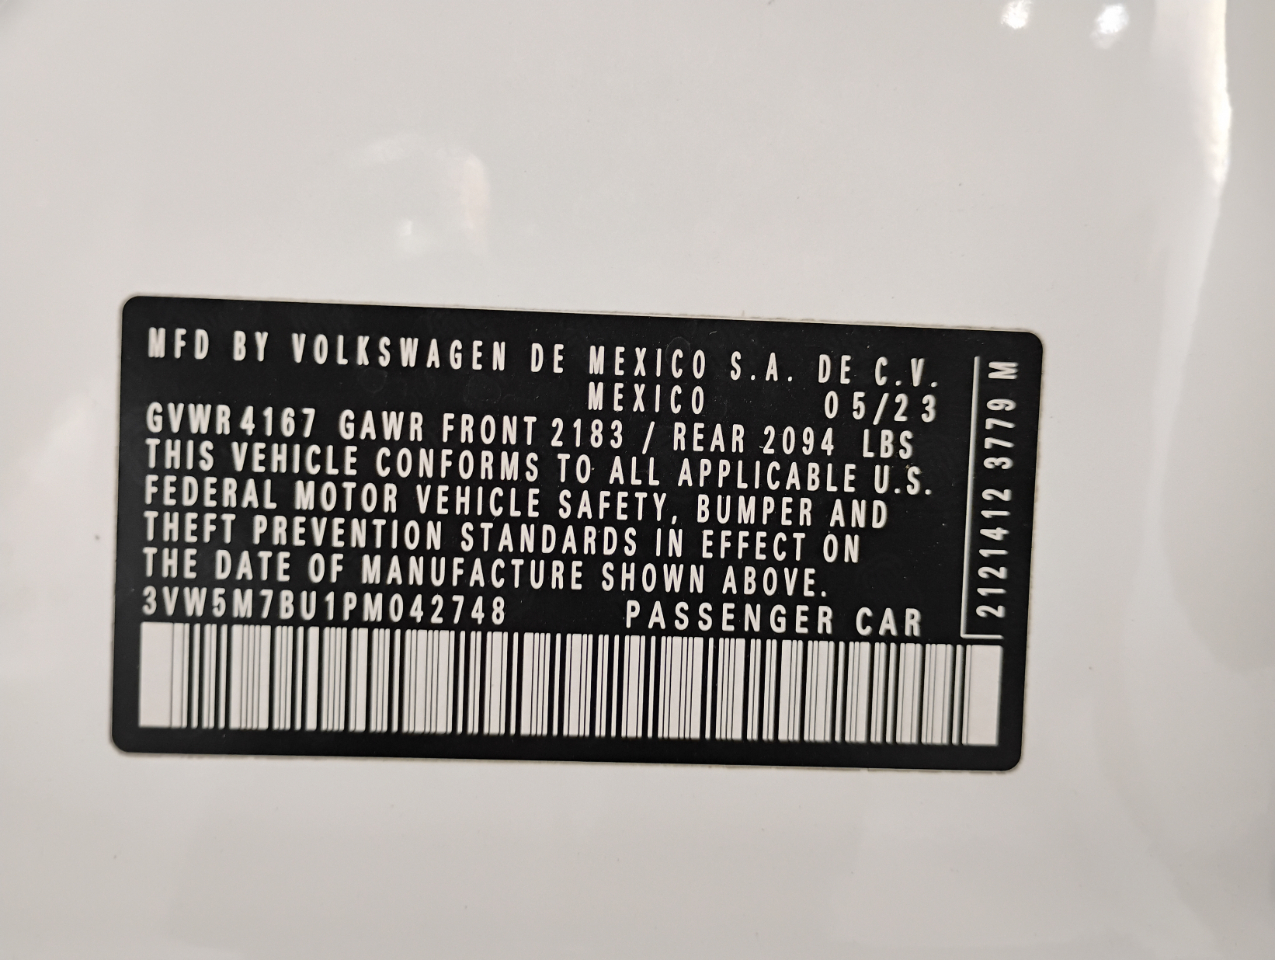 MFD BY VOLKSWAGEN DE MEXICO S.A. DE C.V.
MEXICO 05/23
GVWR 4167 GAWR FRONT 2183 / REAR 2094 LBS
THIS VEHICLE CONFORMS TO ALL APPLICABLE U.S.
FEDERAL MOTOR VEHICLE SAFETY, BUMPER AND
THEFT PREVENTION STANDARDS IN EFFECT ON
THE DATE OF MANUFACTURE SHOWN ABOVE.
3VW5M7BU1PM042748 PASSENGER CAR
2121412 3779 M